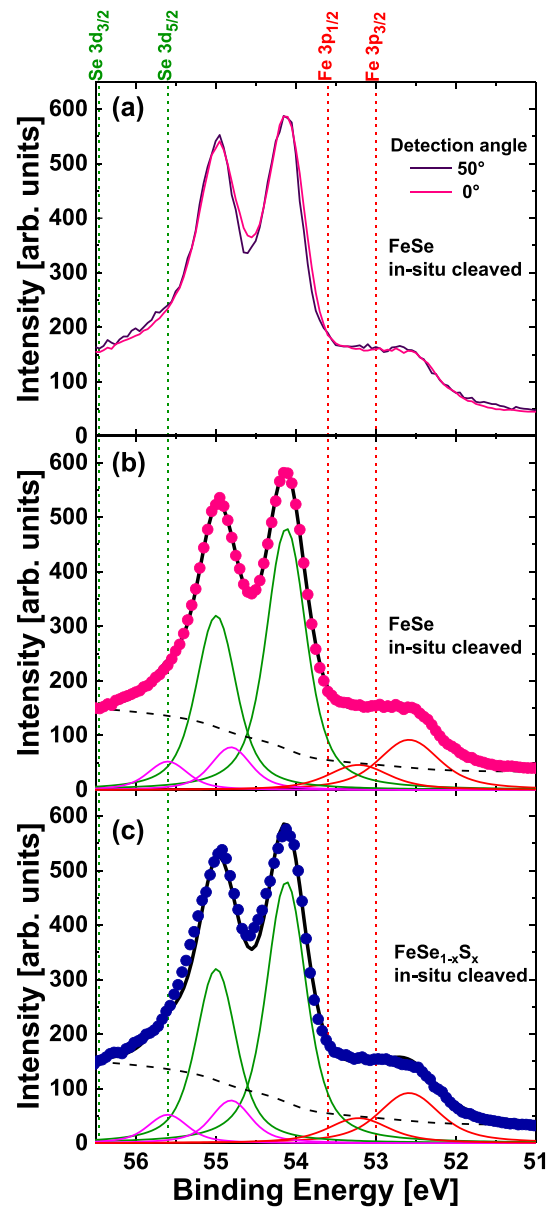 Se 3d3/2
Se 3d5/2
Fe 3p1/2
Fe 3p3/2
(a)
600
500
400
300
200
100
0
Intensity [arb. units]
Detection angle
50°
0°
FeSe
in-situ cleaved
(b)
600
500
400
300
200
100
0
Intensity [arb. units]
FeSe
in-situ cleaved
(c)
600
500
400
300
200
100
0
Intensity [arb. units]
FeSe1-xSx
in-situ cleaved
56 55 54 53 52 51
Binding Energy [eV]